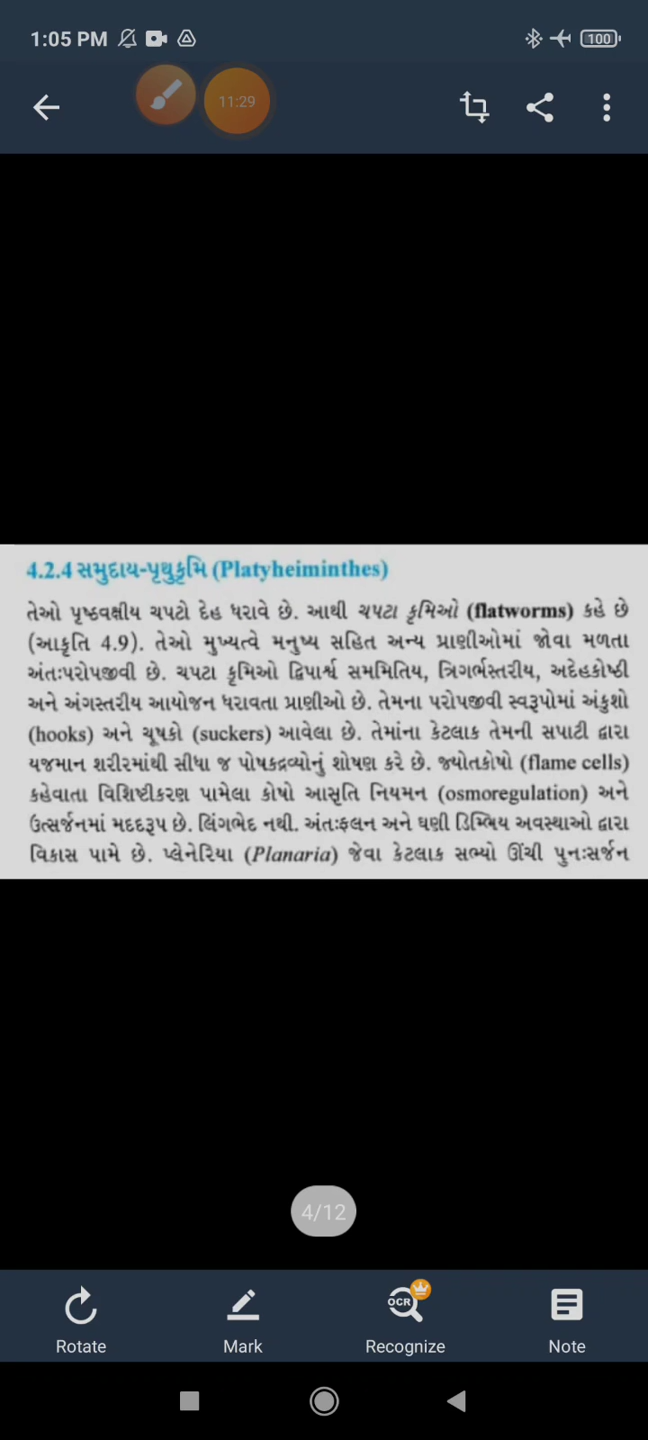 1:05 PM
100
11:29
4.2.4 સમુદાય-પૃથુકૃમિ (Platyheiminthes)
તેઓ પૃષ્ઠવક્ષીય ચપટો દેહ ધરાવે છે. આથી ચપટા કૃમિઓ (flatworms) કહે છે
(આકૃતિ 4.9). તેઓ મુખ્યત્વે મનુષ્ય સહિત અન્ય પ્રાણીઓમાં જોવા મળતા
અંતઃપરોપજીવી છે. ચપટા કૃમિઓ દ્વિપાર્શ્વ સમમિતિય, ત્રિગર્ભસ્તરીય, અદેહકોષ્ઠી
અને અંગસ્તરીય આયોજન ધરાવતા પ્રાણીઓ છે. તેમના પરોપજીવી સ્વરૂપોમાં અંકુશો
(hooks) અને ચૂષકો (suckers) આવેલા છે. તેમાંના કેટલાક તેમની સપાટી દ્વારા
યજમાન શરીરમાંથી સીધા જ પોષકદ્રવ્યોનું શોષણ કરે છે. જ્યોતકોષો (flame cells)
કહેવાતા વિશિષ્ટીકરણ પામેલા કોષો આસૃતિ નિયમન (osmoregulation) અને
ઉત્સર્જનમાં મદદરૂપ છે. લિંગભેદ નથી. અંતઃફલન અને ઘણી ડિમ્ભિય અવસ્થાઓ દ્વારા
વિકાસ પામે છે. પ્લેનેરિયા (Planaria) જેવા કેટલાક સભ્યો ઊંચી પુનઃસર્જન
4/12
OCR
Rotate Mark Recognize Note